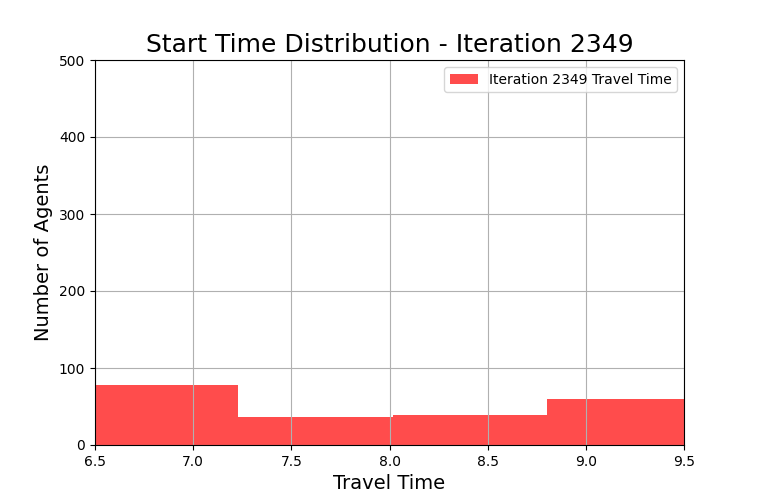 Start Time Distribution - Iteration 2349
Iteration 2349 Travel Time
Number of Agents
500
400
300
200
100
0
6.5 7.0 7.5 8.0 8.5 9.0 9.5
Travel Time